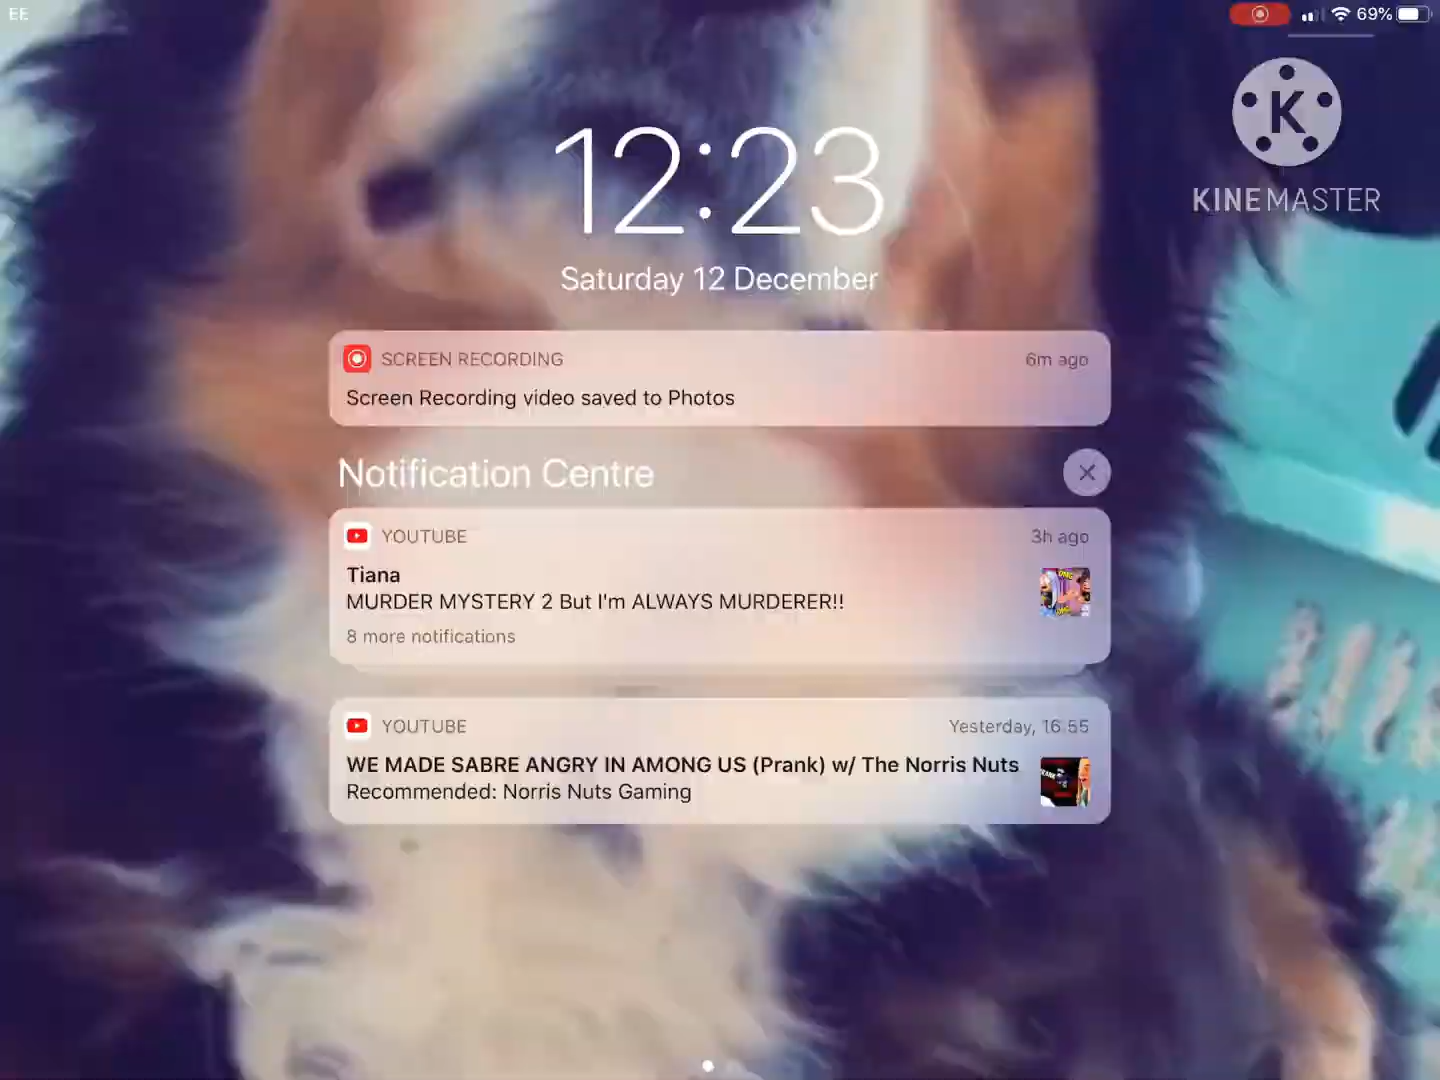 EE
69%
K
KINEMASTER
12:23
Saturday 12 December
SCREEN RECORDING
6m ago
Screen Recording video saved to Photos
Notification Centre
YOUTUBE
3h ago
Tiana
MURDER MYSTERY 2 But I'm ALWAYS MURDERER!!
8 more notifications
YOUTUBE
Yesterday, 16:55
WE MADE SABRE ANGRY IN AMONG US (Prank) w/ The Norris Nuts
Recommended: Norris Nuts Gaming